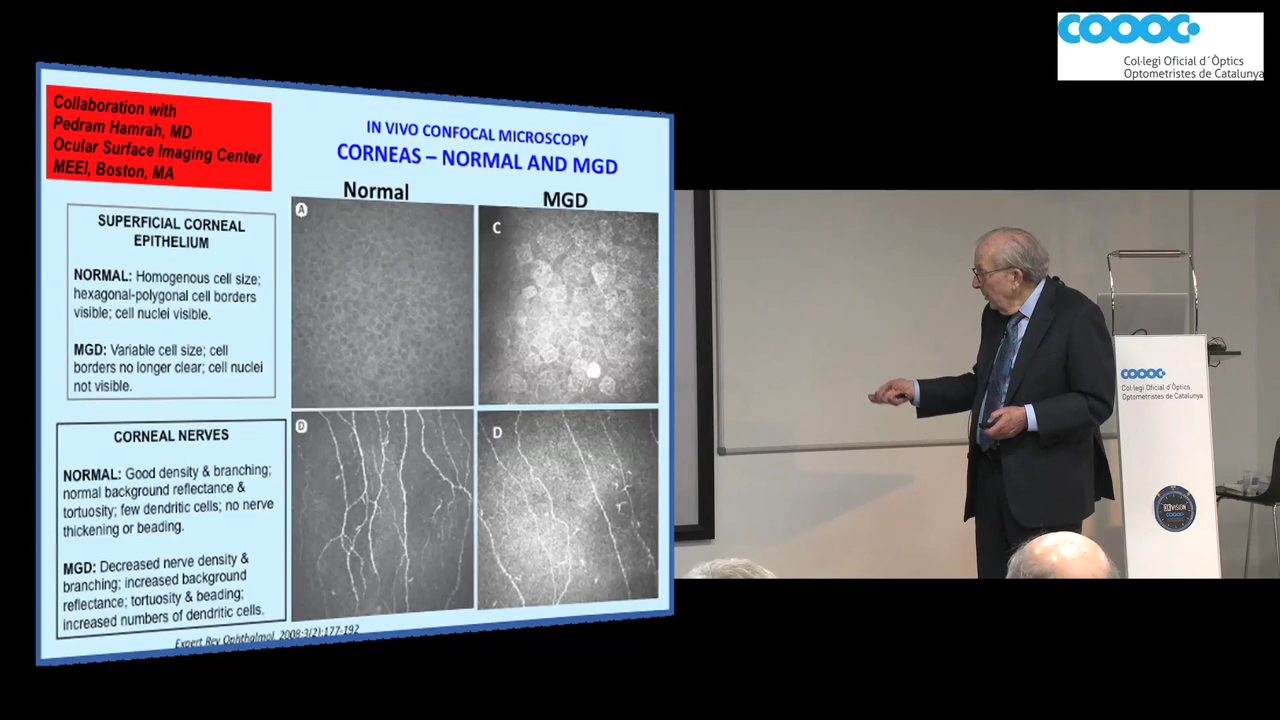 COOOC
Col·legi Oficial d´Òptics
Optometristes de Catalunya
Collaboration with
Pedram Hamrah, MD
Ocular Surface Imaging Center
MEEI, Boston, MA
IN VIVO CONFOCAL MICROSCOPY
CORNEAS – NORMAL AND MGD
Normal
MGD
SUPERFICIAL CORNEAL
EPITHELIUM
NORMAL: Homogenous cell size;
hexagonal-polygonal cell borders
visible; cell nuclei visible.
MGD: Variable cell size; cell
borders no longer clear; cell nuclei
not visible.
A
C
CORNEAL NERVES
NORMAL: Good density & branching;
normal background reflectance &
tortuosity; few dendritic cells; no nerve
thickening or beading.
MGD: Decreased nerve density &
branching; increased background
reflectance; tortuosity & beading;
increased numbers of dendritic cells.
D
D
Expert Rev Ophthalmol. 2008:3(2):177-192
COOOC
Col·legi Oficial d'Òptics
Optometristes de Catalunya
VISION
COOOC